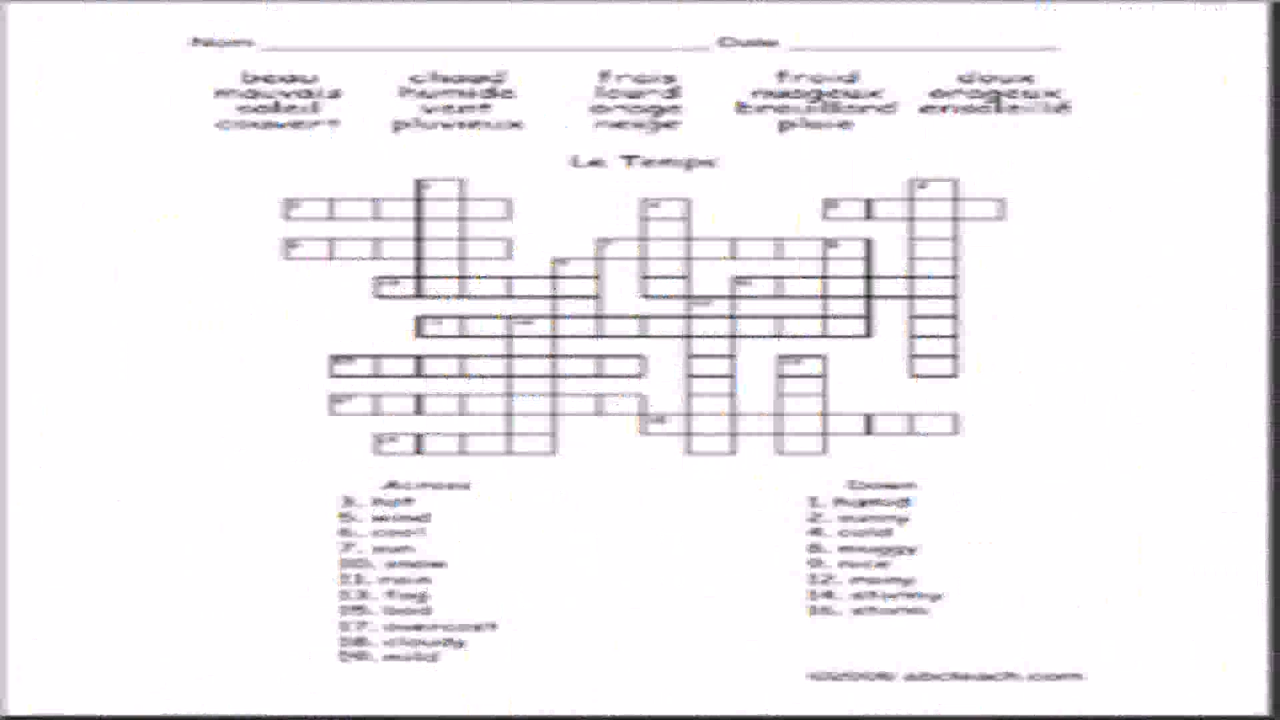 Nom Date
beau chaud frais froid doux
mauvais humide lourd nuageux orageux
soleil vent orage brouillard ensoleillé
couvert pluvieux neige pluie
Le Temps
Across
3. hot
5. wind
6. cool
7. sun
10. snow
11. rain
13. fog
15. bad
17. overcast
18. cloudy
19. mild
Down
1. humid
2. sunny
4. cold
8. muggy
9. nice
12. rainy
14. stormy
16. storm
abcteach.com